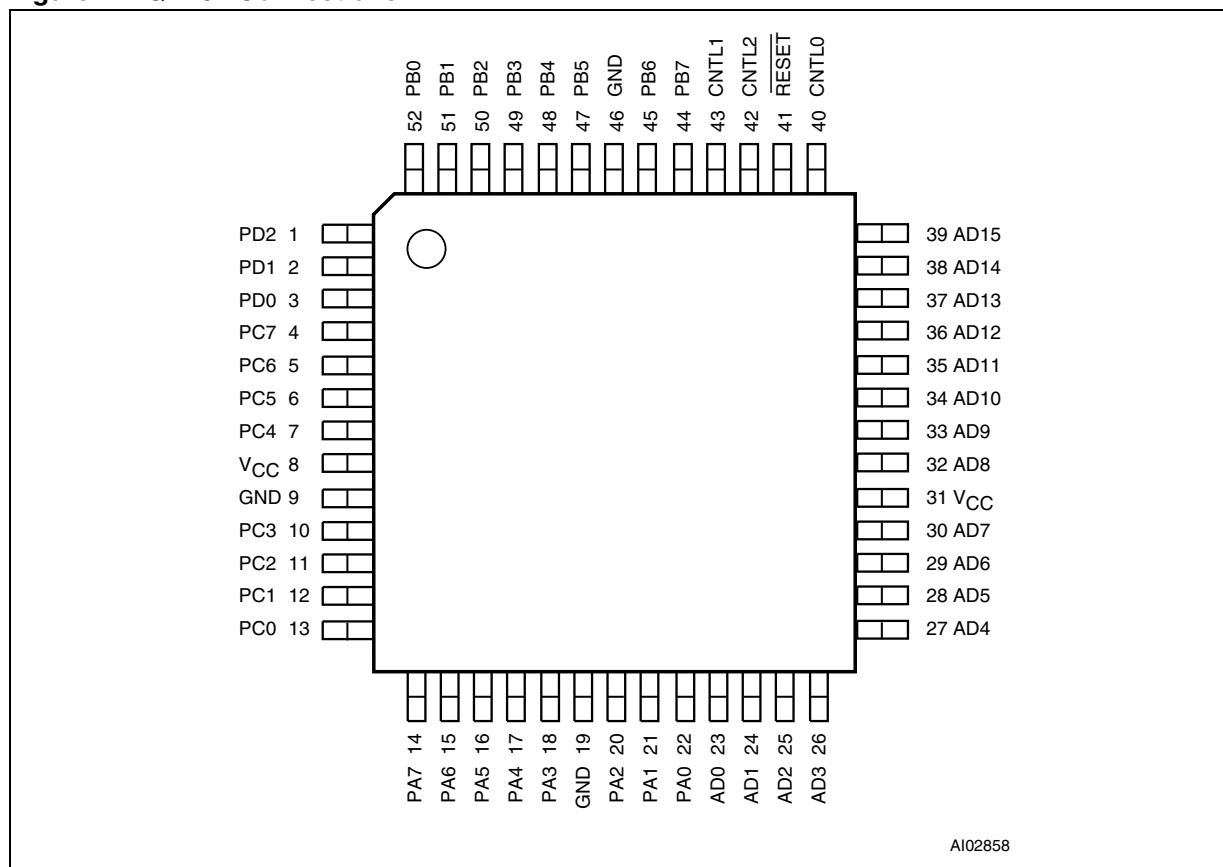 52 PB0
51 PB1
50 PB2
49 PB3
48 PB4
47 PB5
46 GND
45 PB6
44 PB7
43 CNTL1
42 CNTL2
41 RESET
40 CNTL0
PD2 1
PD1 2
PD0 3
PC7 4
PC6 5
PC5 6
PC4 7
VCC 8
GND 9
PC3 10
PC2 11
PC1 12
PC0 13
39 AD15
38 AD14
37 AD13
36 AD12
35 AD11
34 AD10
33 AD9
32 AD8
31 VCC
30 AD7
29 AD6
28 AD5
27 AD4
PA7 14
PA6 15
PA5 16
PA4 17
PA3 18
GND 19
PA2 20
PA1 21
PA0 22
AD0 23
AD1 24
AD2 25
AD3 26
AI02858